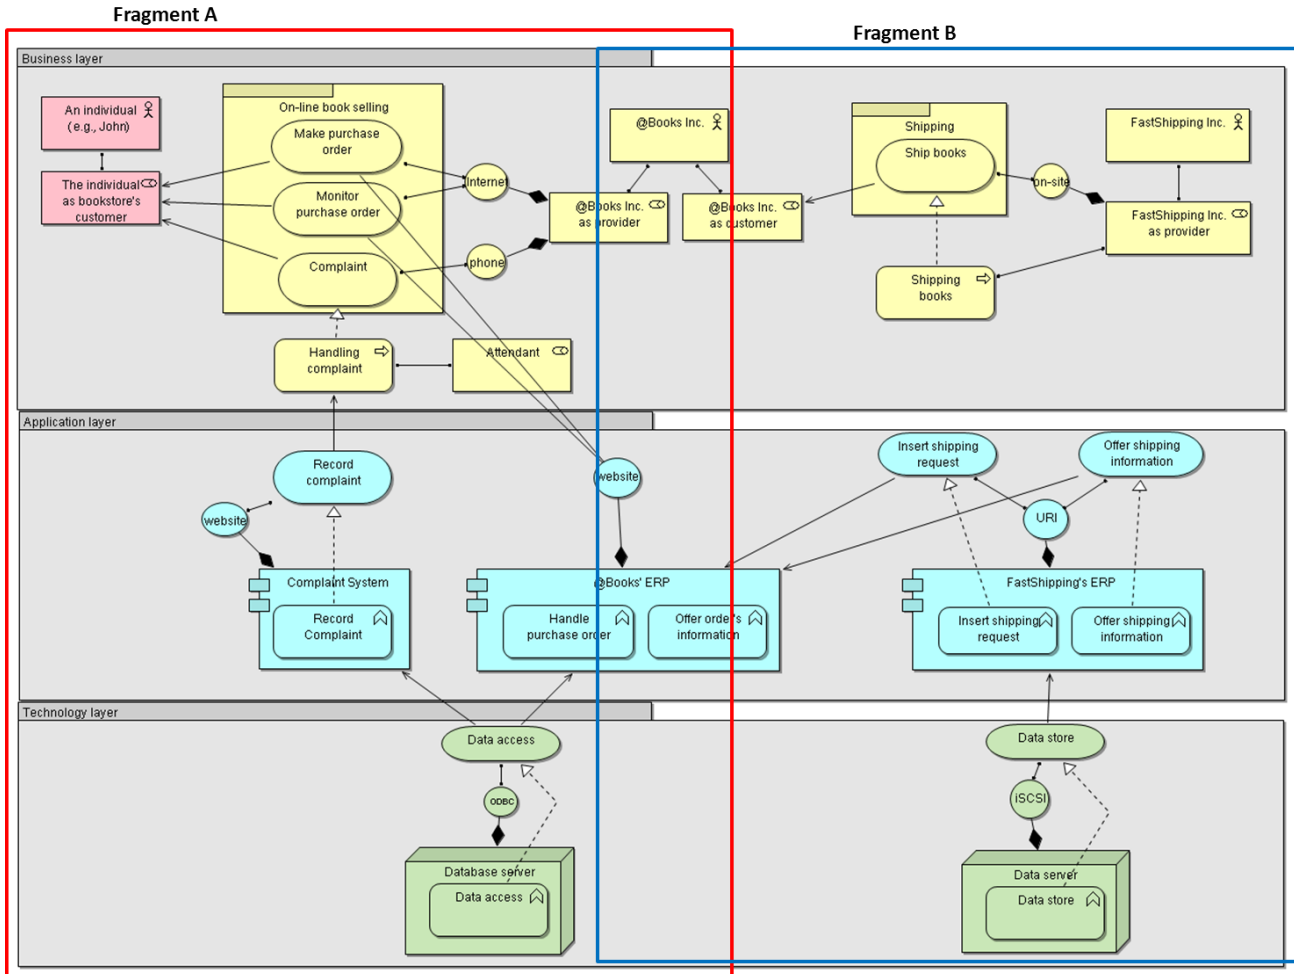 Fragment A
Fragment B
Business layer
An individual
(e.g., John)
The individual
as bookstore's
customer
On-line book selling
Make purchase
order
Monitor
purchase order
Complaint
Internet
phone
@Books Inc.
@Books Inc.
as provider
@Books Inc.
as customer
Shipping
Ship books
on-site
FastShipping Inc.
FastShipping Inc.
as provider
Shipping
books
Handling
complaint
Attendant
Application layer
Record
complaint
website
website
Insert shipping
request
Offer shipping
information
URI
Complaint System
Record
Complaint
@Books' ERP
Handle
purchase order
Offer order's
information
FastShipping's ERP
Insert shipping
request
Offer shipping
information
Technology layer
Data access
ODBC
Database server
Data access
Data store
iSCSI
Data server
Data store